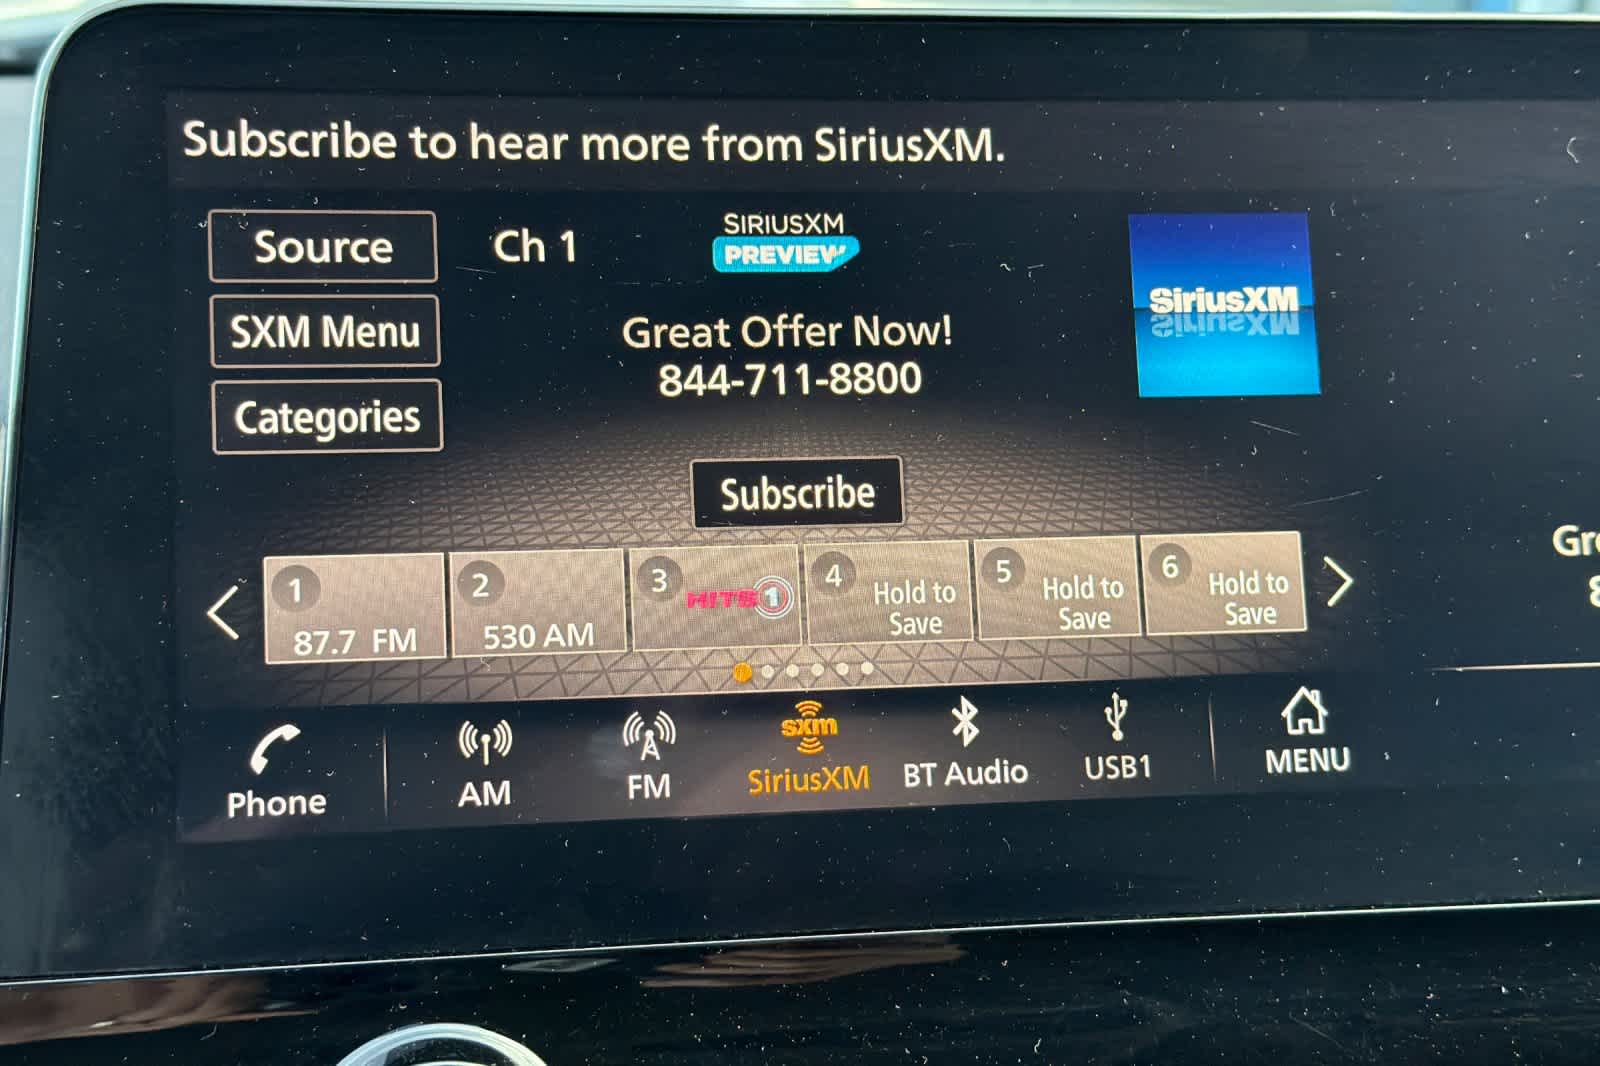 Subscribe to hear more from SiriusXM.
Source
Ch 1
SIRIUSXM
PREVIEW
SiriusXM
SXM Menu
Great Offer Now!
844-711-8800
Categories
Subscribe
1
87.7 FM
2
530 AM
3
HITS 1
4
Hold to
Save
5
Hold to
Save
6
Hold to
Save
Phone
AM
FM
sxm
SiriusXM
BT Audio
USB1
MENU